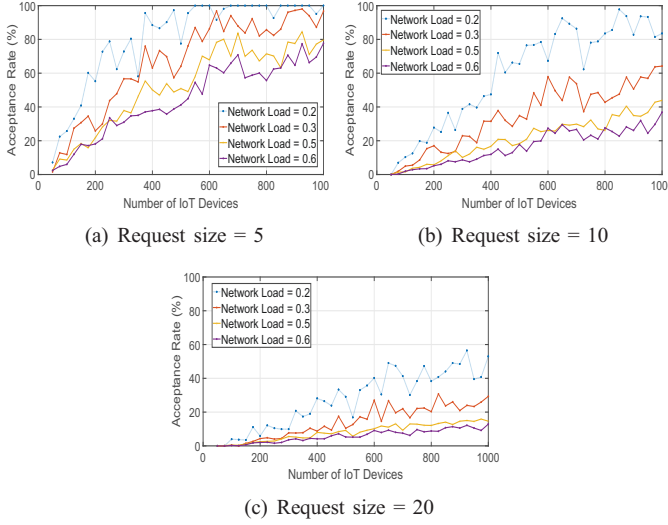 100
80
60
40
20
0
Acceptance Rate (%)
200 400 600 800 100
Number of IoT Devices
Network Load = 0.2
Network Load = 0.3
Network Load = 0.5
Network Load = 0.6
(a) Request size = 5
100
80
60
40
20
0
Acceptance Rate (%)
200 400 600 800 100
Number of IoT Devices
Network Load = 0.2
Network Load = 0.3
Network Load = 0.5
Network Load = 0.6
(b) Request size = 10
100
80
60
40
20
0
Acceptance Rate (%)
0 200 400 600 800 1000
Number of IoT Devices
Network Load = 0.2
Network Load = 0.3
Network Load = 0.5
Network Load = 0.6
(c) Request size = 20